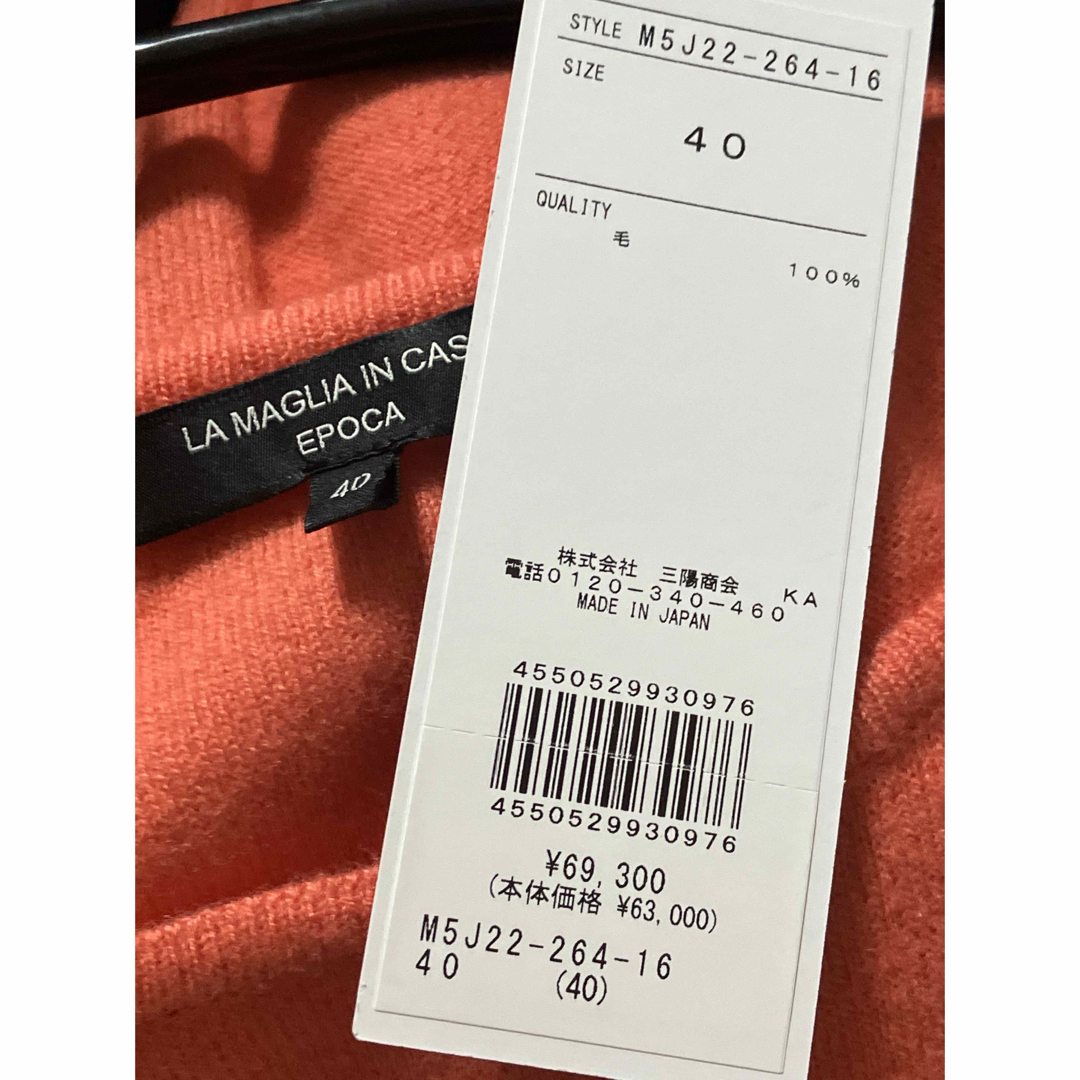 STYLE M5J22-264-16
SIZE
40
QUALITY
毛
100%
LA MAGLIA IN CAS
EPOCA
40
株式会社 三陽商会 KA
電話0120-340-460
MADE IN JAPAN
4550529930976
4550529930976
¥69,300
(本体価格 ¥63,000)
M5J22-264-16
40 (40)